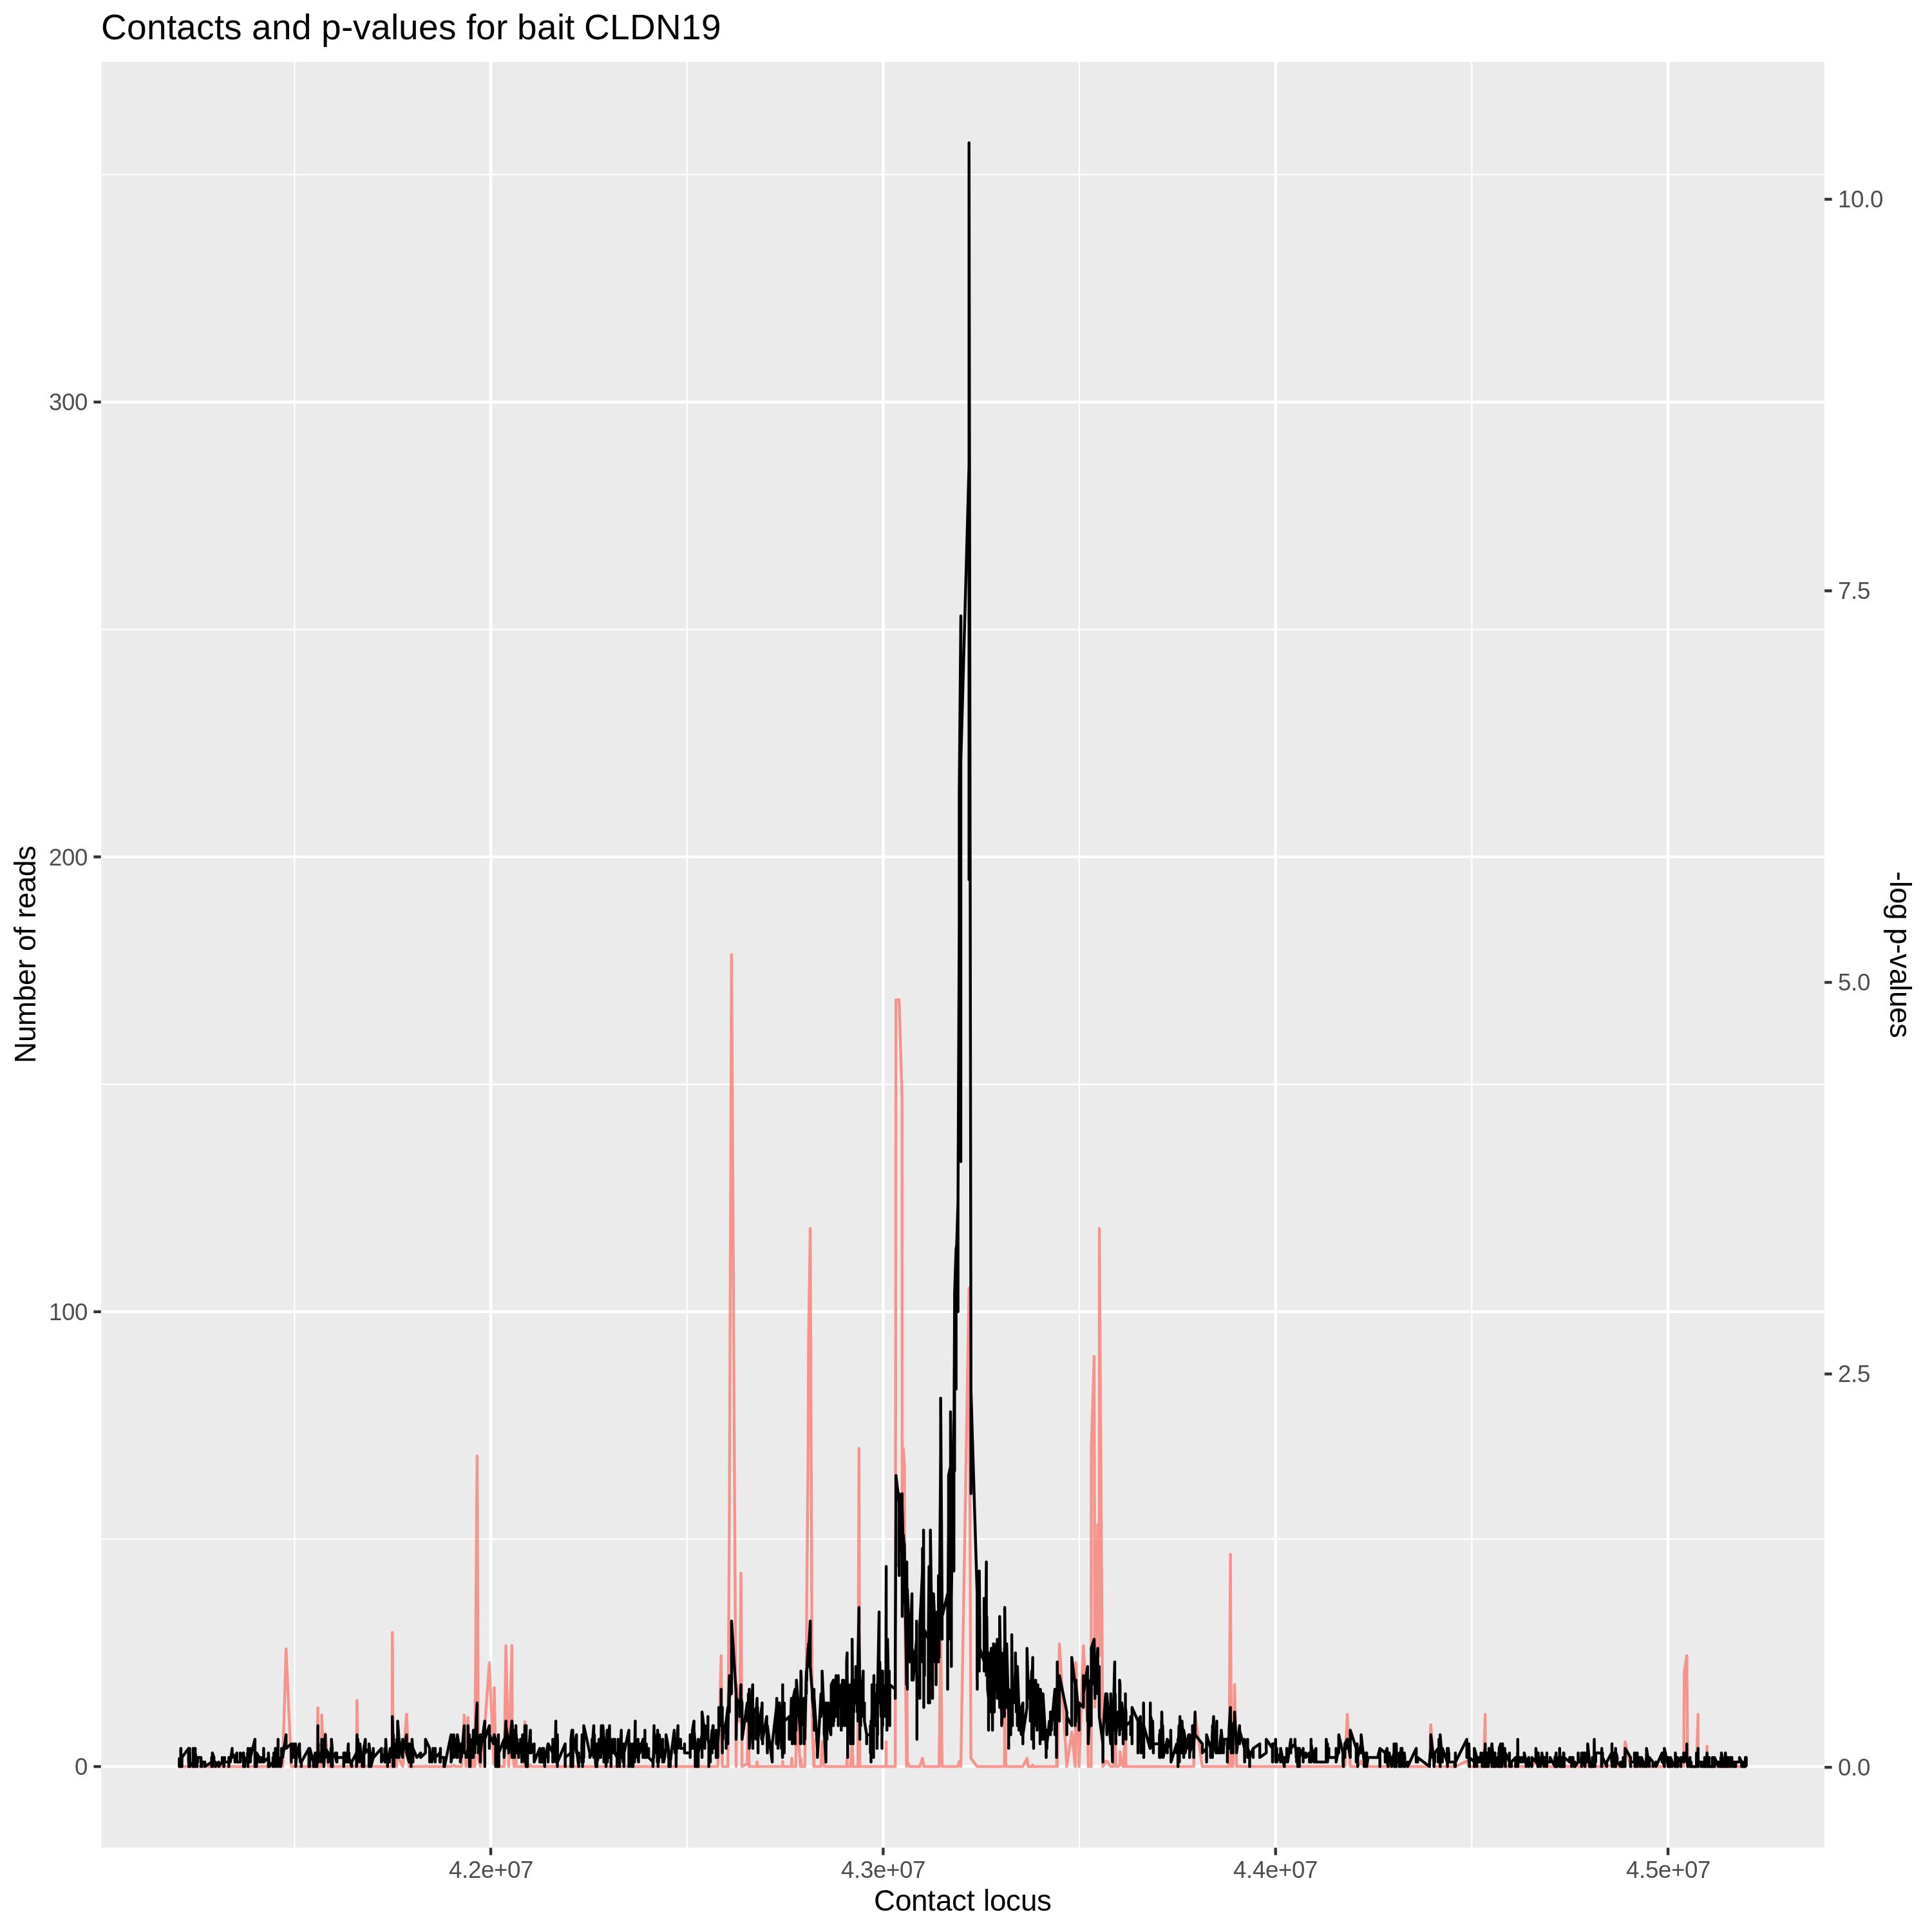 Contacts and p-values for bait CLDN19
Number of reads
300
200
100
0
10.0
7.5
5.0
2.5
0.0
-log p-values
4.2e+07
4.3e+07
4.4e+07
4.5e+07
Contact locus